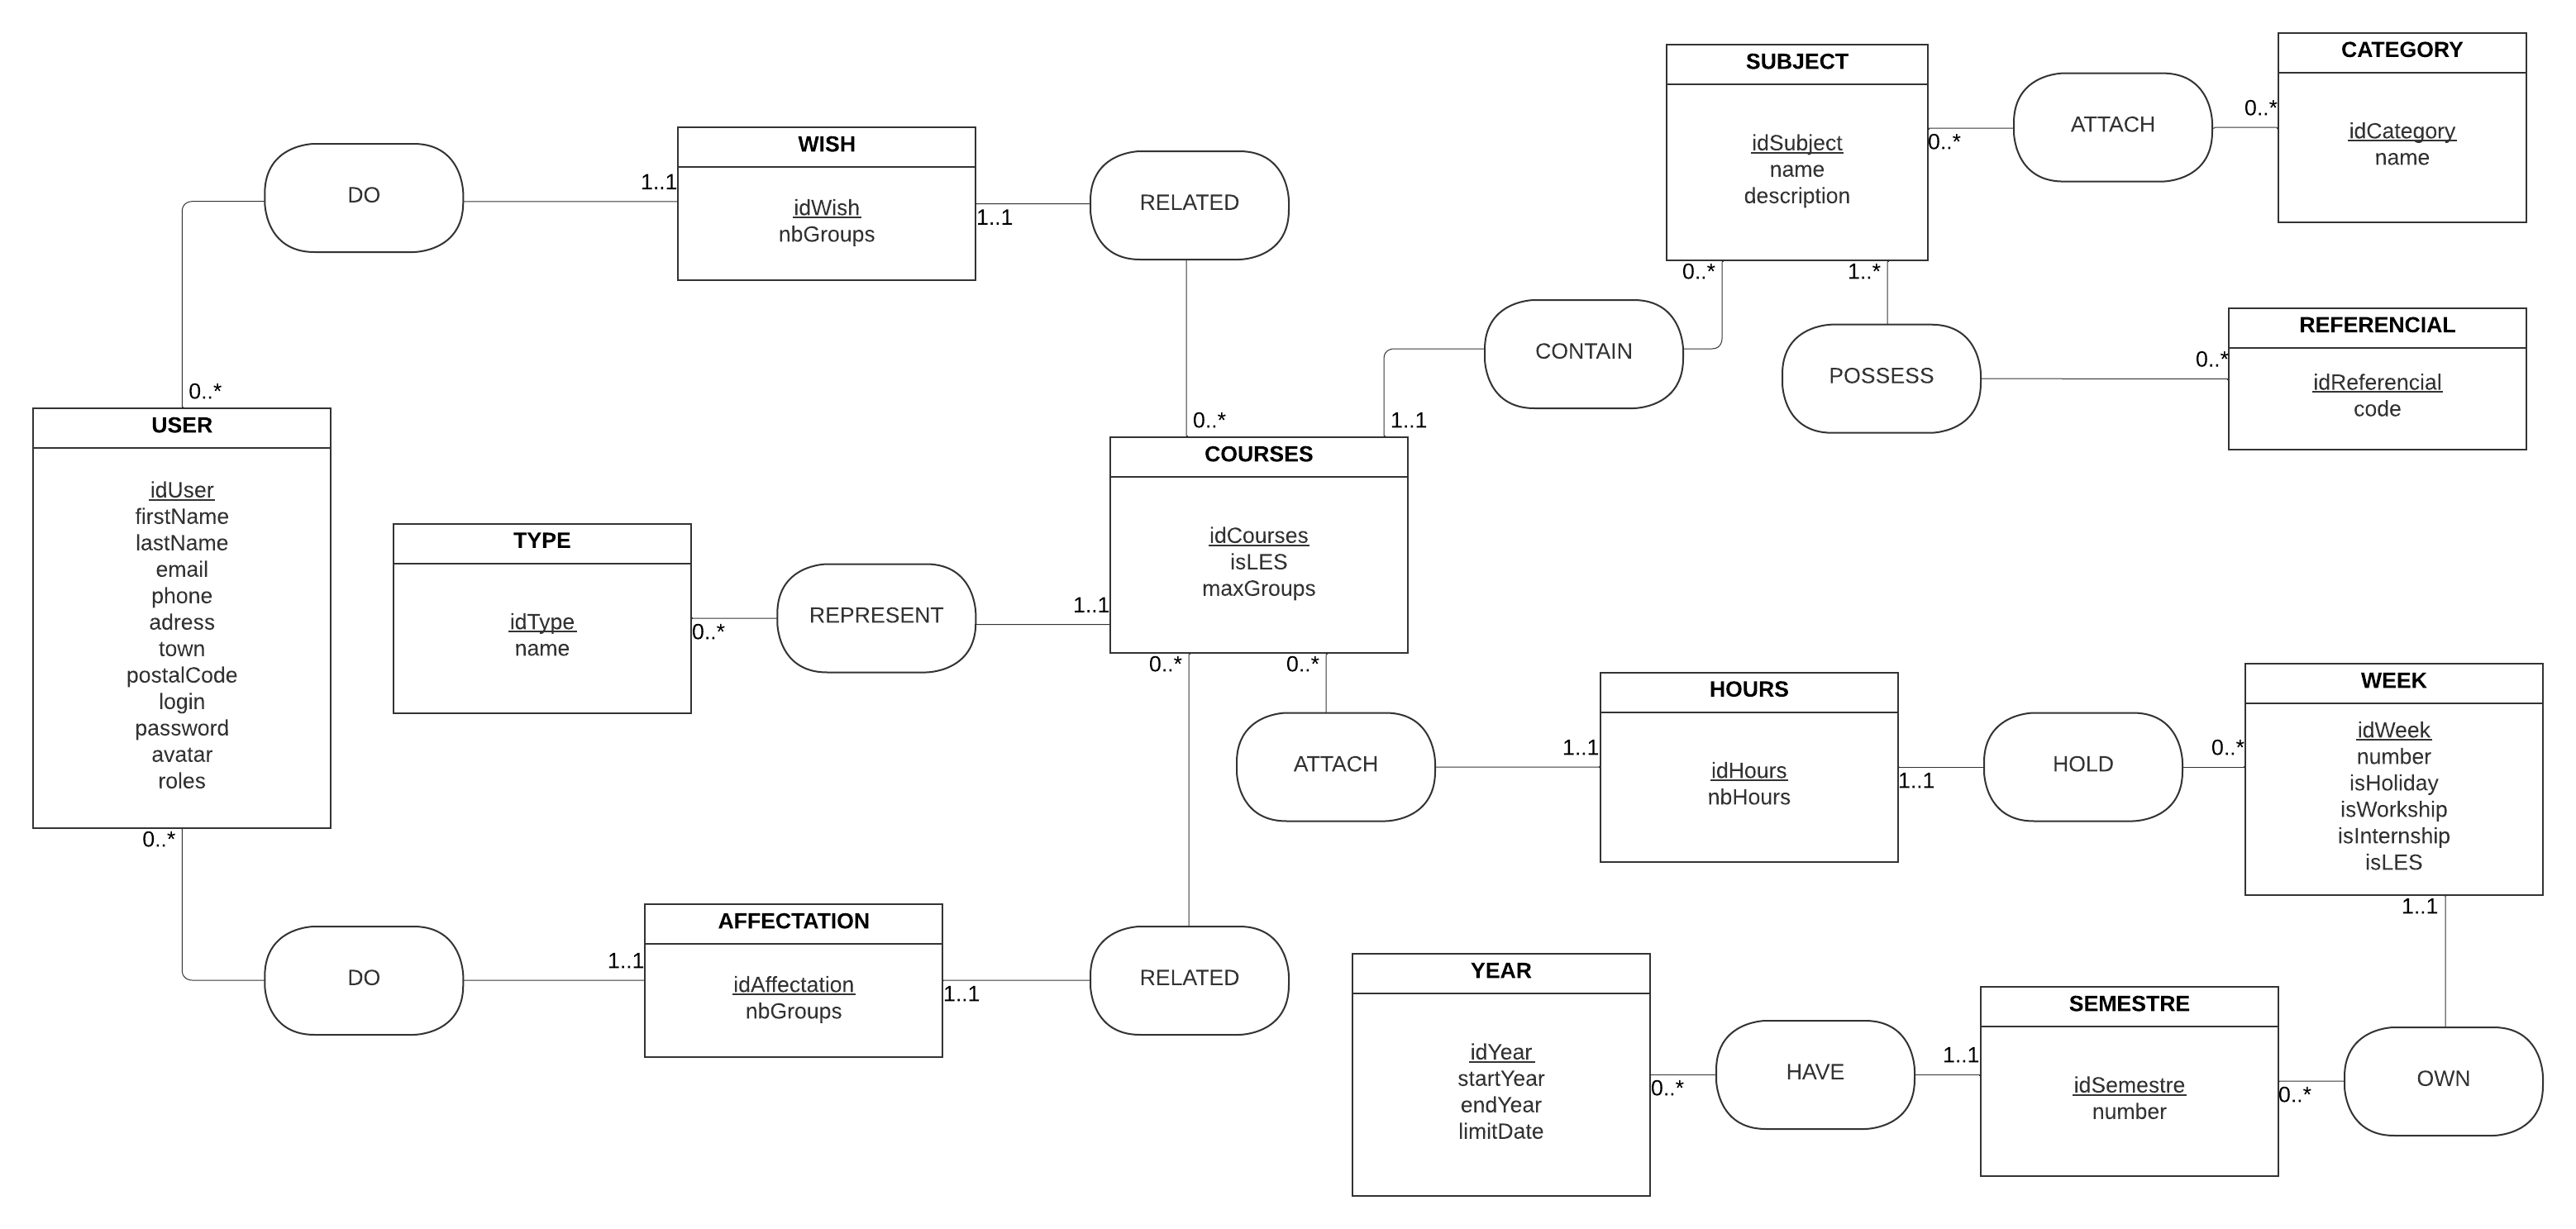 CATEGORY
idCategory
name
0..*
ATTACH
0..*
SUBJECT
idSubject
name
description
0..*
1..*
WISH
idWish
nbGroups
1..1
1..1
DO
RELATED
0..*
0..*
CONTAIN
1..1
POSSESS
0..*
REFERENCIAL
idReferencial
code
USER
idUser
firstName
lastName
email
phone
adress
town
postalCode
login
password
avatar
roles
0..*
TYPE
idType
name
0..*
REPRESENT
1..1
COURSES
idCourses
isLES
maxGroups
0..*
0..*
ATTACH
1..1
HOURS
idHours
nbHours
1..1
HOLD
0..*
WEEK
idWeek
number
isHoliday
isWorkship
isInternship
isLES
1..1
DO
1..1
AFFECTATION
idAffectation
nbGroups
1..1
RELATED
YEAR
idYear
startYear
endYear
limitDate
0..*
HAVE
1..1
SEMESTRE
idSemestre
number
0..*
OWN